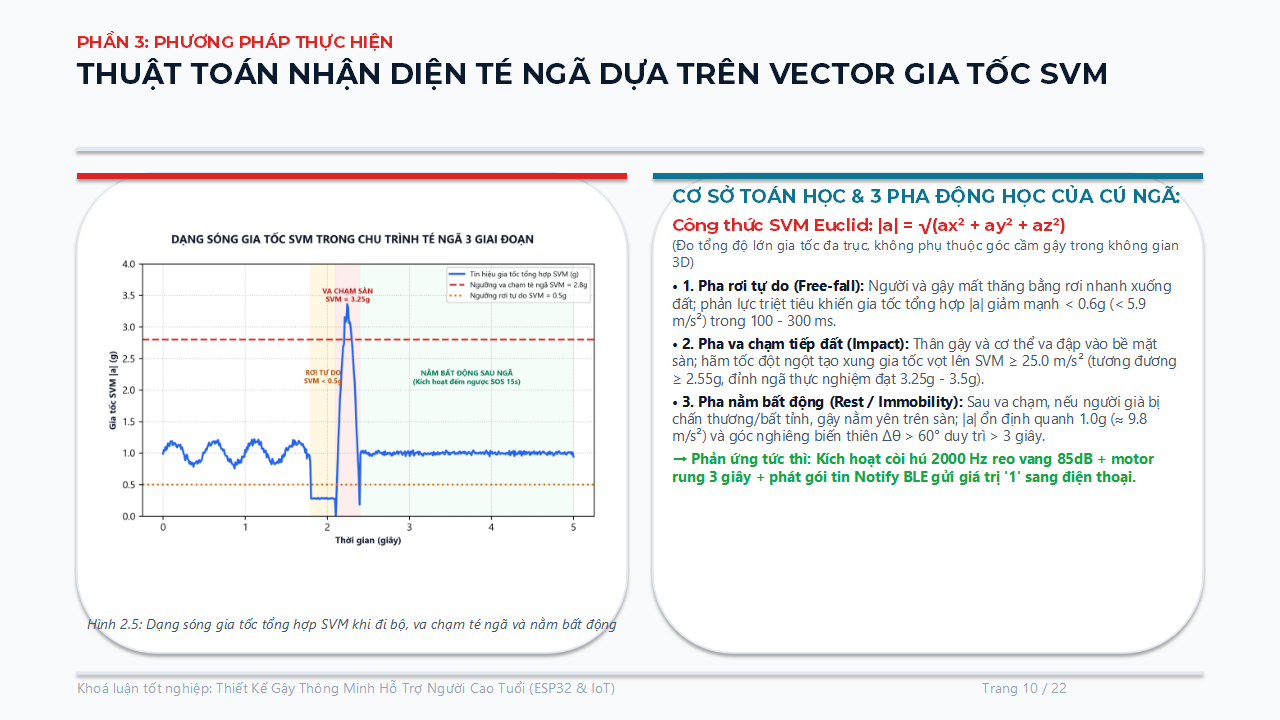 PHẦN 3: PHƯƠNG PHÁP THỰC HIỆN
THUẬT TOÁN NHẬN DIỆN TÉ NGÃ DỰA TRÊN VECTOR GIA TỐC SVM
DẠNG SÓNG GIA TỐC SVM TRONG CHU TRÌNH TÉ NGÃ 3 GIAI ĐOẠN
Gia tốc SVM |a| (g)
4.0
3.5
3.0
2.5
2.0
1.5
1.0
0.5
0.0
VA CHẠM SÀN
SVM = 3.25g
Tín hiệu gia tốc tổng hợp SVM (g)
Ngưỡng va chạm té ngã SVM = 2.8g
Ngưỡng rơi tự do SVM = 0.5g
RƠI TỰ DO
SVM < 0.5g
NẰM BẤT ĐỘNG SAU NGÃ
(Kích hoạt đếm ngược SOS 15s)
0 1 2 3 4 5
Thời gian (giây)
Hình 2.5: Dạng sóng gia tốc tổng hợp SVM khi đi bộ, va chạm té ngã và nằm bất động
CƠ SỞ TOÁN HỌC & 3 PHA ĐỘNG HỌC CỦA CÚ NGÃ:
Công thức SVM Euclid: |a| = √(ax² + ay² + az²)
(Đo tổng độ lớn gia tốc đa trục, không phụ thuộc góc cầm gậy trong không gian
3D)
• 1. Pha rơi tự do (Free-fall): Người và gậy mất thăng bằng rơi nhanh xuống
đất; phản lực triệt tiêu khiến gia tốc tổng hợp |a| giảm mạnh < 0.6g (< 5.9
m/s²) trong 100 - 300 ms.
• 2. Pha va chạm tiếp đất (Impact): Thân gậy và cơ thể va đập vào bề mặt
sàn; hãm tốc đột ngột tạo xung gia tốc vọt lên SVM ≥ 25.0 m/s² (tương đương
≥ 2.55g, đỉnh ngã thực nghiệm đạt 3.25g - 3.5g).
• 3. Pha nằm bất động (Rest / Immobility): Sau va chạm, nếu người già bị
chấn thương/bất tỉnh, gậy nằm yên trên sàn; |a| ổn định quanh 1.0g (≈ 9.8
m/s²) và góc nghiêng biến thiên Δθ > 60° duy trì > 3 giây.
→ Phản ứng tức thì: Kích hoạt còi hú 2000 Hz reo vang 85dB + motor
rung 3 giây + phát gói tin Notify BLE gửi giá trị '1' sang điện thoại.
Khoá luận tốt nghiệp: Thiết Kế Gậy Thông Minh Hỗ Trợ Người Cao Tuổi (ESP32 & IoT)
Trang 10 / 22